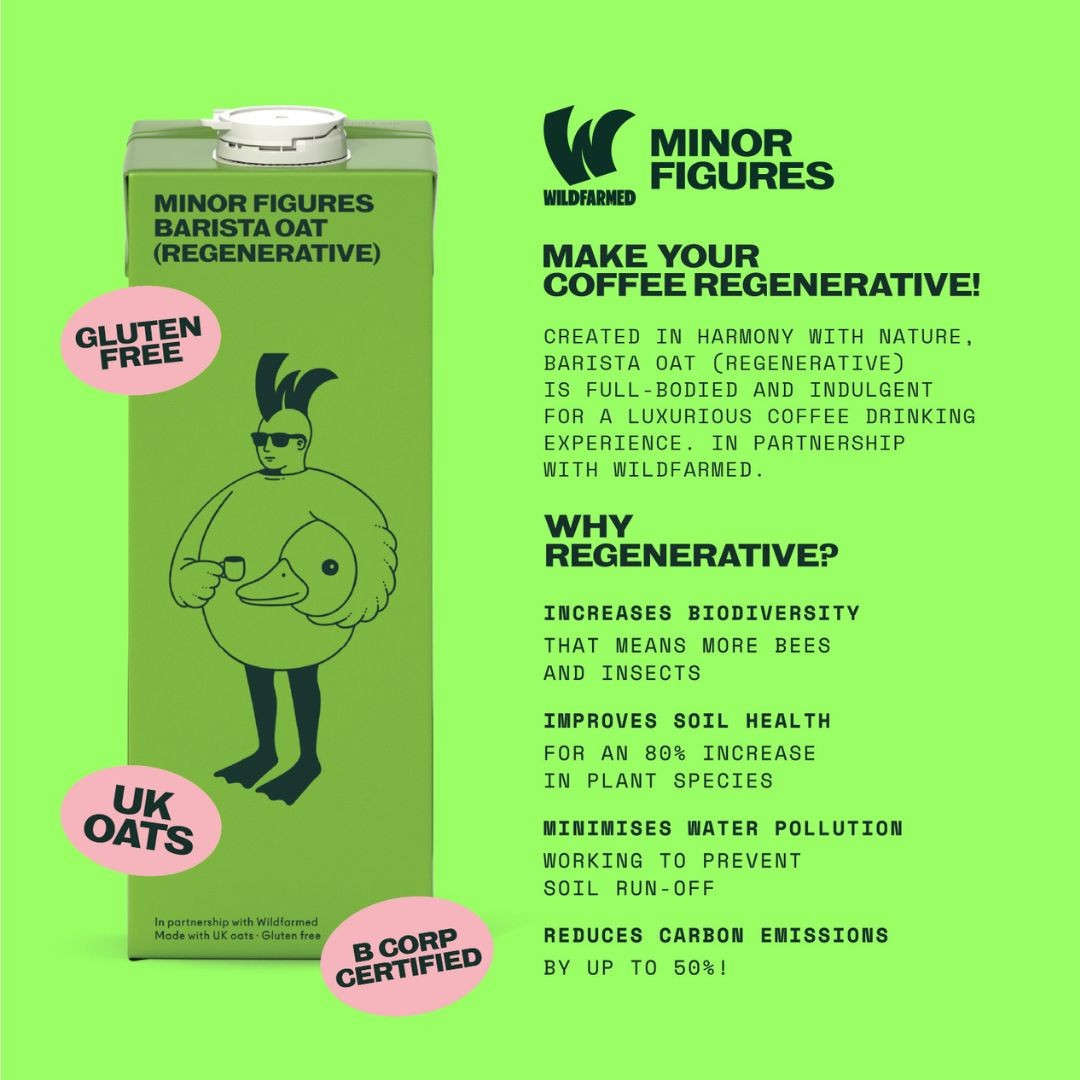 MINOR FIGURES
BARISTA OAT
(REGENERATIVE)
GLUTEN
FREE
UK
OATS
In partnership with Wildfarmed
Made with UK oats · Gluten free
B CORP
CERTIFIED
WILDFARMED
MINOR
FIGURES
MAKE YOUR
COFFEE REGENERATIVE!
CREATED IN HARMONY WITH NATURE,
BARISTA OAT (REGENERATIVE)
IS FULL-BODIED AND INDULGENT
FOR A LUXURIOUS COFFEE DRINKING
EXPERIENCE. IN PARTNERSHIP
WITH WILDFARMED.
WHY
REGENERATIVE?
INCREASES BIODIVERSITY
THAT MEANS MORE BEES
AND INSECTS
IMPROVES SOIL HEALTH
FOR AN 80% INCREASE
IN PLANT SPECIES
MINIMISES WATER POLLUTION
WORKING TO PREVENT
SOIL RUN-OFF
REDUCES CARBON EMISSIONS
BY UP TO 50%!